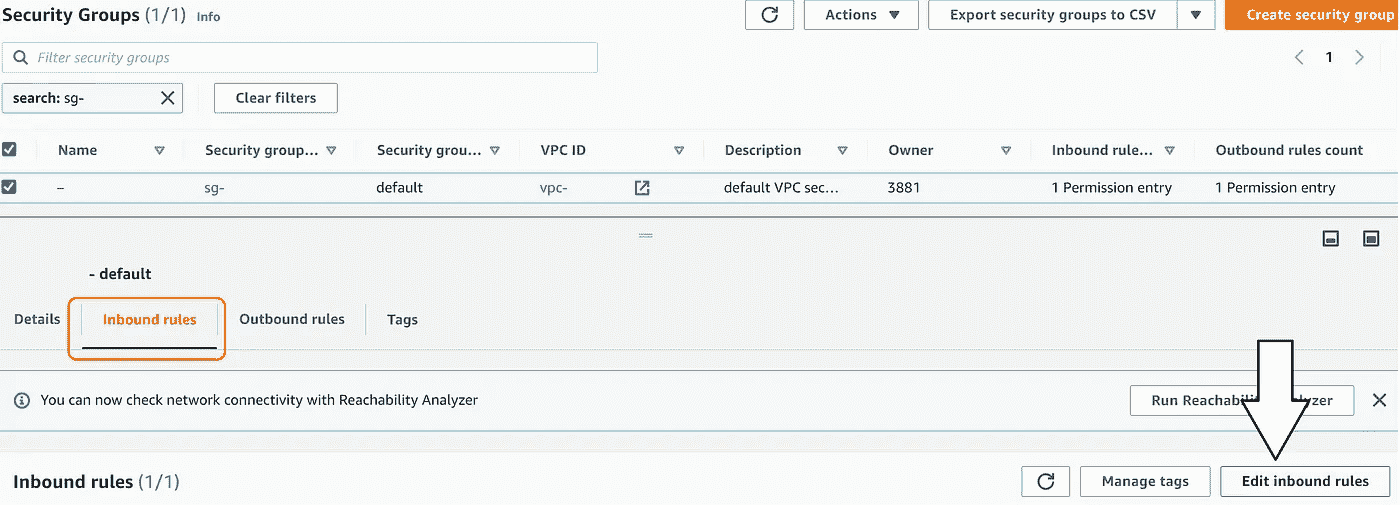 Security Groups (1/1) Info
Actions
Export security groups to CSV
Create security group
Filter security groups
1
search: sg-
Clear filters
Name Security group... Security grou... VPC ID Description Owner Inbound rule... Outbound rules count
– sg- default vpc- default VPC sec... 3881 1 Permission entry 1 Permission entry
- default
Details Inbound rules Outbound rules Tags
You can now check network connectivity with Reachability Analyzer
Run
Inbound rules (1/1)
Manage tags
Edit inbound rules